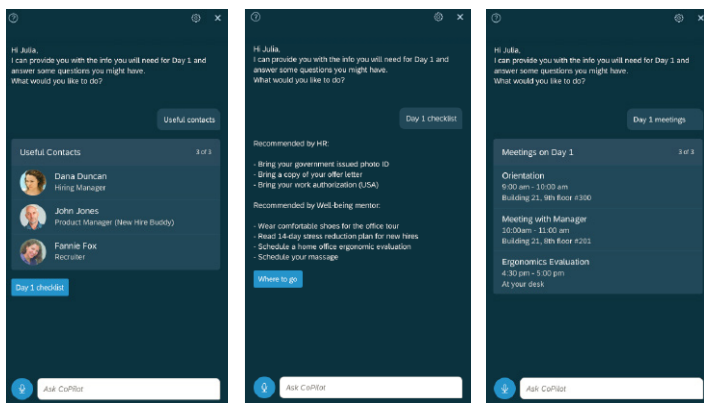 Hi Julia,
I can provide you with the info you will need for Day 1 and
answer some questions you might have.
What would you like to do?
Useful contacts
Useful Contacts
3 of 3
Dana Duncan
Hiring Manager
John Jones
Product Manager (New Hire Buddy)
Fannie Fox
Recruiter
Day 1 checklist
Ask CoPilot
Hi Julia,
I can provide you with the info you will need for Day 1 and
answer some questions you might have.
What would you like to do?
Day 1 checklist
Recommended by HR:
- Bring your government issued photo ID
- Bring a copy of your offer letter
- Bring your work authorization (USA)
Recommended by Well-being mentor:
- Wear comfortable shoes for the office tour
- Read 14-day stress reduction plan for new hires
- Schedule a home office ergonomic evaluation
- Schedule your massage
Where to go
Ask CoPilot
Hi Julia,
I can provide you with the info you will need for Day 1 and
answer some questions you might have.
What would you like to do?
Day 1 meetings
Meetings on Day 1
3 of 3
Orientation
9:00 am - 10:00 am
Building 21, 9th floor #300
Meeting with Manager
10:00am - 11:00 am
Building 21, 8th floor #201
Ergonomics Evaluation
4:30 pm - 5:00 pm
At your desk
Ask CoPilot